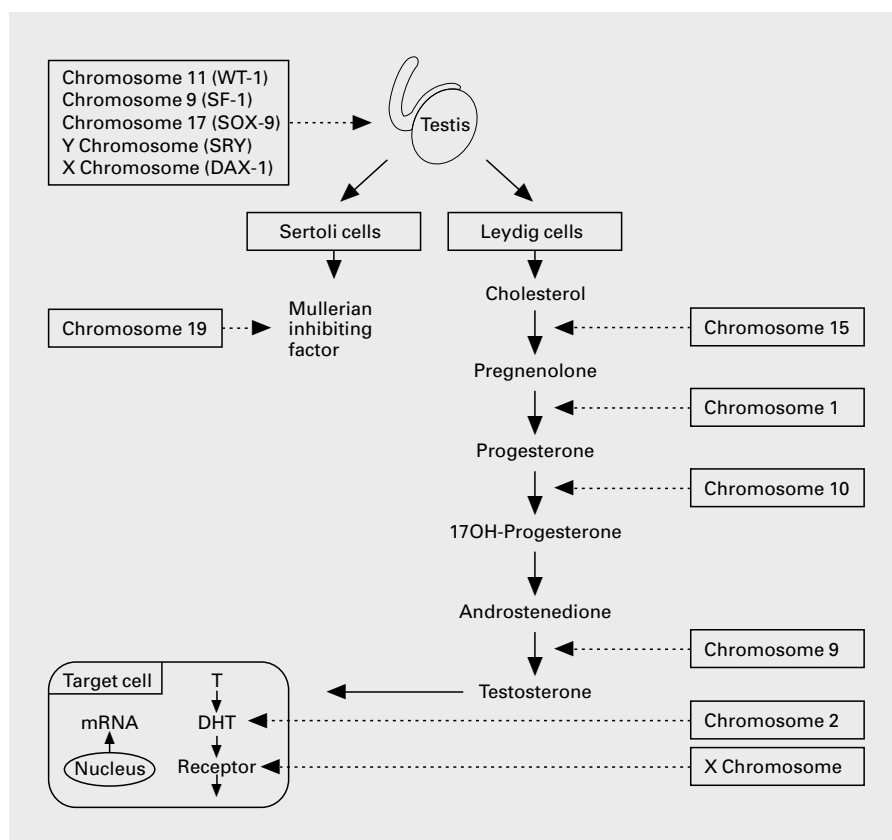 Chromosome 11 (WT-1)
Chromosome 9 (SF-1)
Chromosome 17 (SOX-9)
Y Chromosome (SRY)
X Chromosome (DAX-1)
Testis
Sertoli cells
Leydig cells
Chromosome 19
Mullerian
inhibiting
factor
Cholesterol
Chromosome 15
Pregnenolone
Chromosome 1
Progesterone
Chromosome 10
17OH-Progesterone
Androstenedione
Chromosome 9
Testosterone
Target cell
T
mRNA
DHT
Chromosome 2
Nucleus
Receptor
X Chromosome